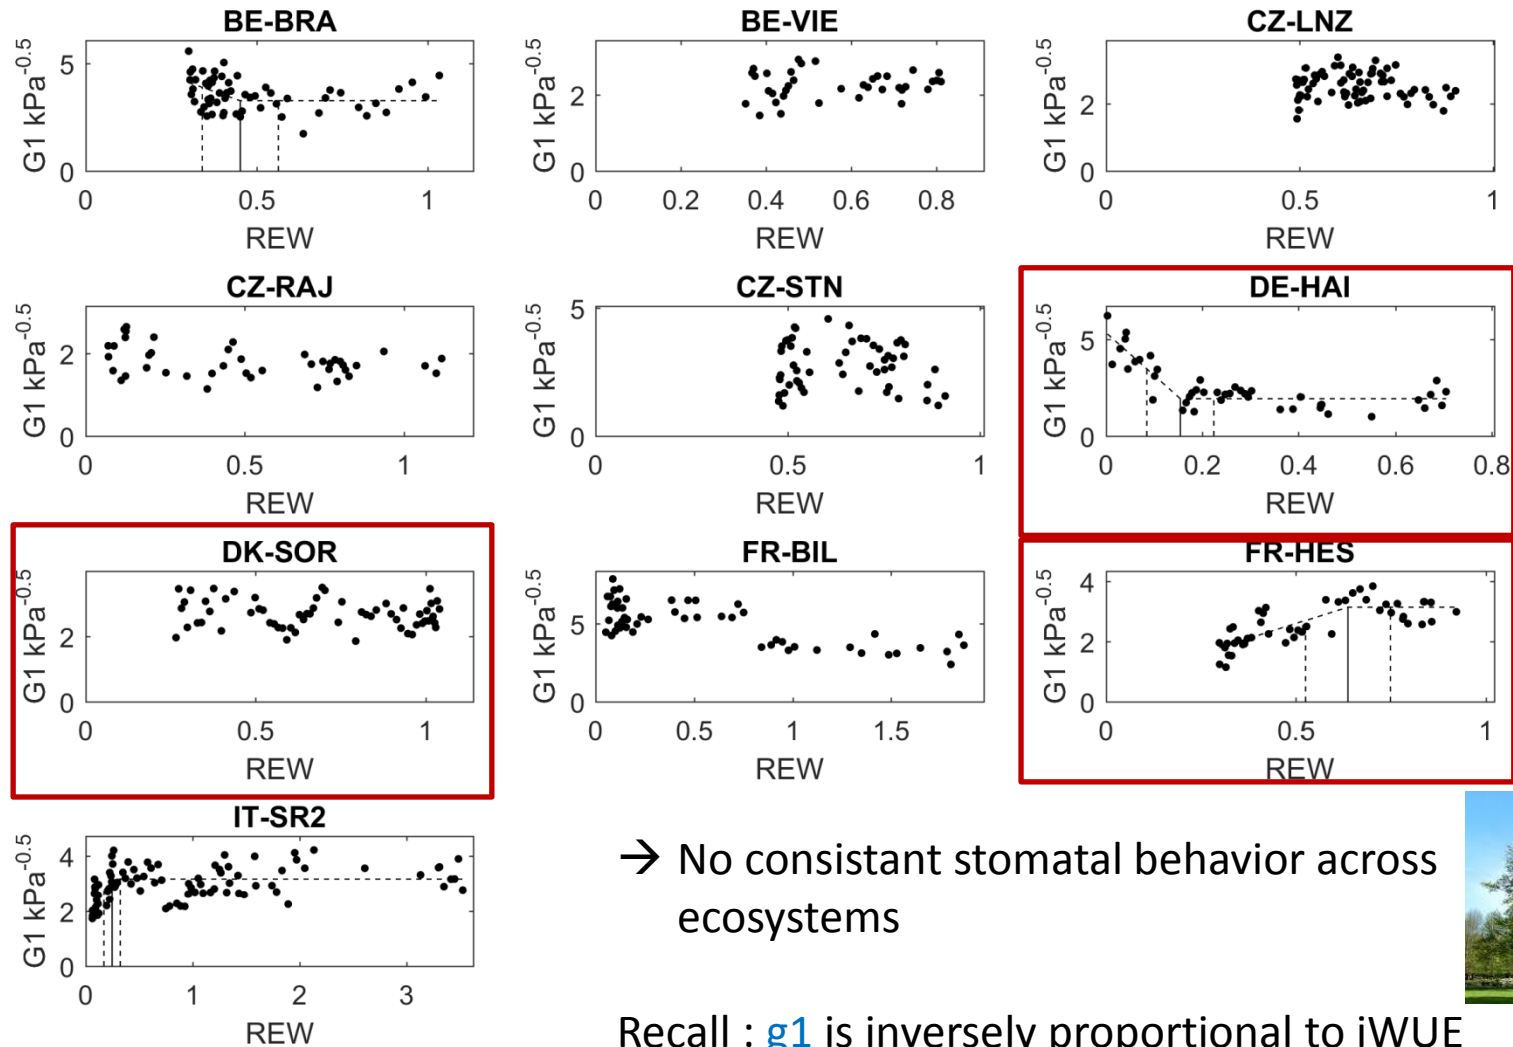 BE-BRA
G1 kPa^-0.5
5
0
0 0.5 1
REW
BE-VIE
G1 kPa^-0.5
2
0
0 0.2 0.4 0.6 0.8
REW
CZ-LNZ
G1 kPa^-0.5
2
0
0 0.5 1
REW
CZ-RAJ
G1 kPa^-0.5
2
0
0 0.5 1
REW
CZ-STN
G1 kPa^-0.5
5
0
0 0.5 1
REW
DE-HAI
G1 kPa^-0.5
5
0
0 0.2 0.4 0.6 0.8
REW
DK-SOR
G1 kPa^-0.5
2
0
0 0.5 1
REW
FR-BIL
G1 kPa^-0.5
5
0
0 0.5 1 1.5
REW
FR-HES
G1 kPa^-0.5
4
2
0
0 0.5 1
REW
IT-SR2
G1 kPa^-0.5
4
2
0
0 1 2 3
REW
→ No consistant stomatal behavior across
ecosystems
Recall : g1 is inversely proportional to iWUE